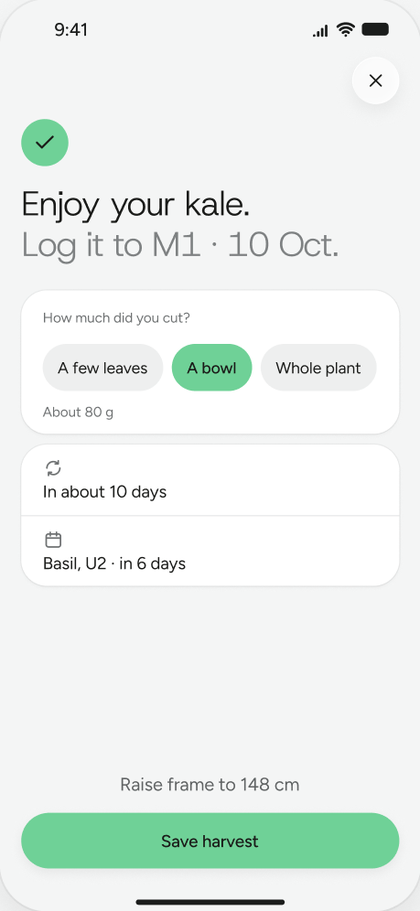 9:41
Enjoy your kale.
Log it to M1 · 10 Oct.
How much did you cut?
A few leaves
A bowl
Whole plant
About 80 g
In about 10 days
Basil, U2 · in 6 days
Raise frame to 148 cm
Save harvest